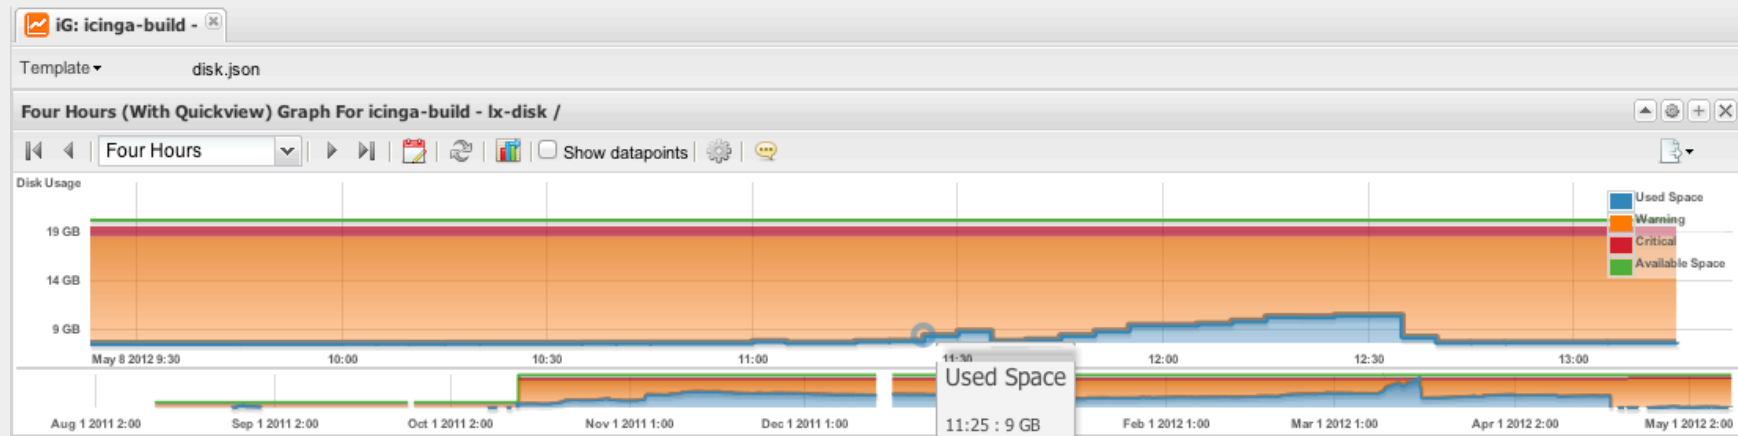 iG: icinga-build -
Template
disk.json
Four Hours (With Quickview) Graph For icinga-build - lx-disk /
Four Hours
Show datapoints
Disk Usage
Used Space
Warning
Critical
Available Space
19 GB
14 GB
9 GB
May 8 2012 9:30 10:00 10:30 11:00 11:30 12:00 12:30 13:00
Used Space
11:25 : 9 GB
Aug 1 2011 2:00 Sep 1 2011 2:00 Oct 1 2011 2:00 Nov 1 2011 1:00 Dec 1 2011 1:00 Feb 1 2012 1:00 Mar 1 2012 1:00 Apr 1 2012 2:00 May 1 2012 2:00